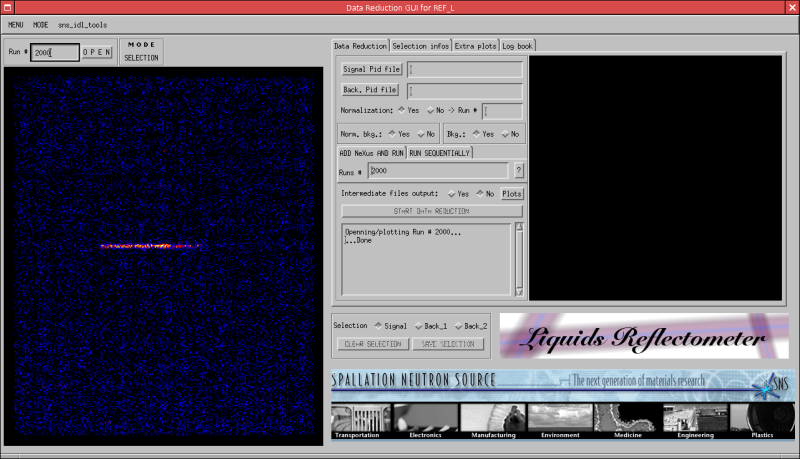 Data Reduction GUI for REF_L
MENU MODE sns_idl_tools
Run # 2000 OPEN
MODE
SELECTION
Data Reduction Selection infos Extra plots Log book
Signal Pid file
Back. Pid file
Normalization: Yes No -> Run #
Norm. bkg.: Yes No Bkg.: Yes No
ADD NeXus AND RUN RUN SEQUENTIALLY
Runs # 2000 ?
Intermediate files output: Yes No Plots
START DATA REDUCTION
Openning/plotting Run # 2000...
...Done
Selection Signal Back_1 Back_2
CLEAR SELECTION SAVE SELECTION
Liquids Reflectometer
SPALLATION NEUTRON SOURCE The next generation of materials research SNS
Transportation Electronics Manufacturing Environment Medicine Engineering Plastics